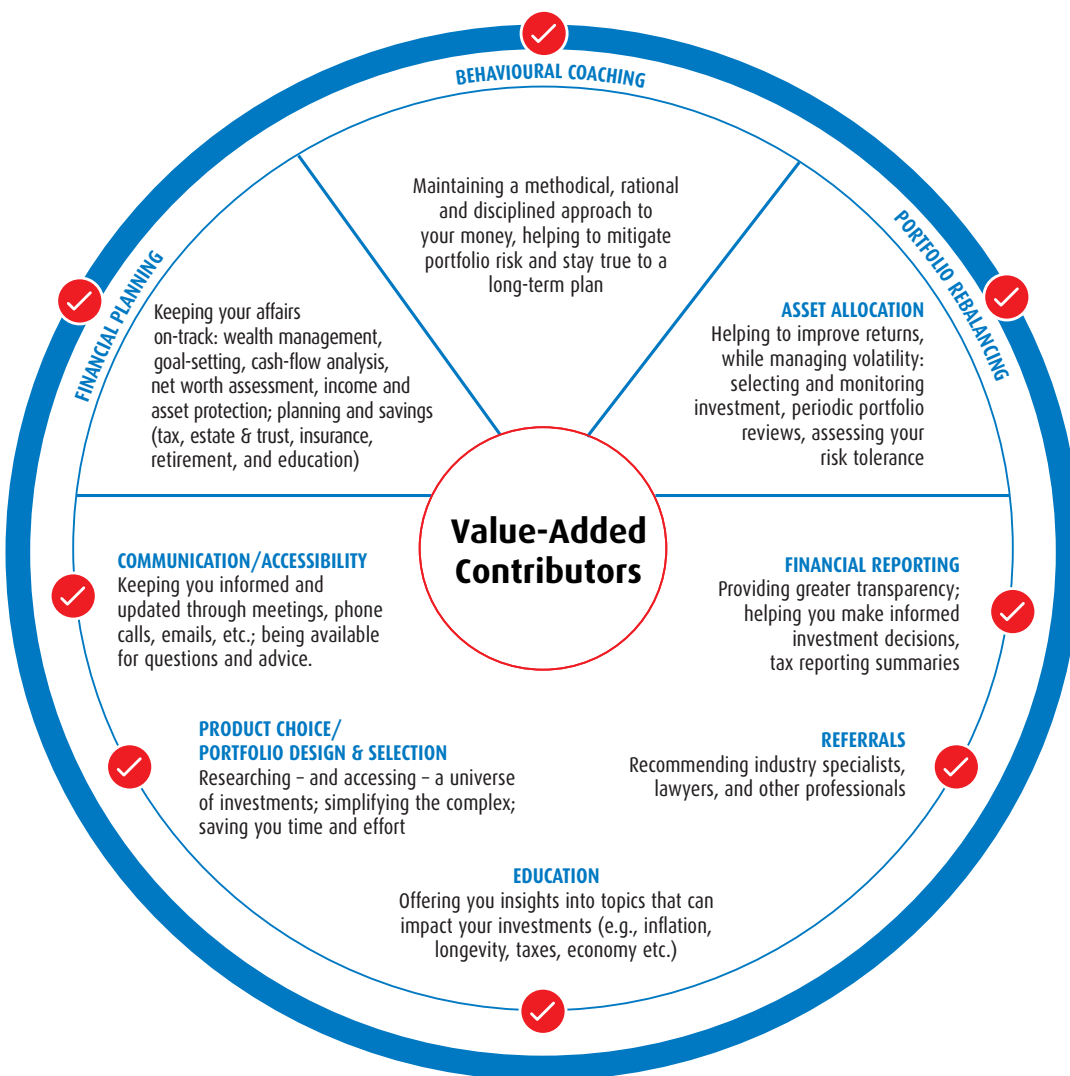 BEHAVIOURAL COACHING
Maintaining a methodical, rational
and disciplined approach to
your money, helping to mitigate
portfolio risk and stay true to a
long-term plan
FINANCIAL PLANNING
Keeping your affairs
on-track: wealth management,
goal-setting, cash-flow analysis,
net worth assessment, income and
asset protection; planning and savings
(tax, estate & trust, insurance,
retirement, and education)
PORTFOLIO REBALANCING
ASSET ALLOCATION
Helping to improve returns,
while managing volatility:
selecting and monitoring
investment, periodic portfolio
reviews, assessing your
risk tolerance
Value-Added
Contributors
COMMUNICATION/ACCESSIBILITY
Keeping you informed and
updated through meetings, phone
calls, emails, etc.; being available
for questions and advice.
FINANCIAL REPORTING
Providing greater transparency;
helping you make informed
investment decisions,
tax reporting summaries
PRODUCT CHOICE/
PORTFOLIO DESIGN & SELECTION
Researching – and accessing – a universe
of investments; simplifying the complex;
saving you time and effort
REFERRALS
Recommending industry specialists,
lawyers, and other professionals
EDUCATION
Offering you insights into topics that can
impact your investments (e.g., inflation,
longevity, taxes, economy etc.)